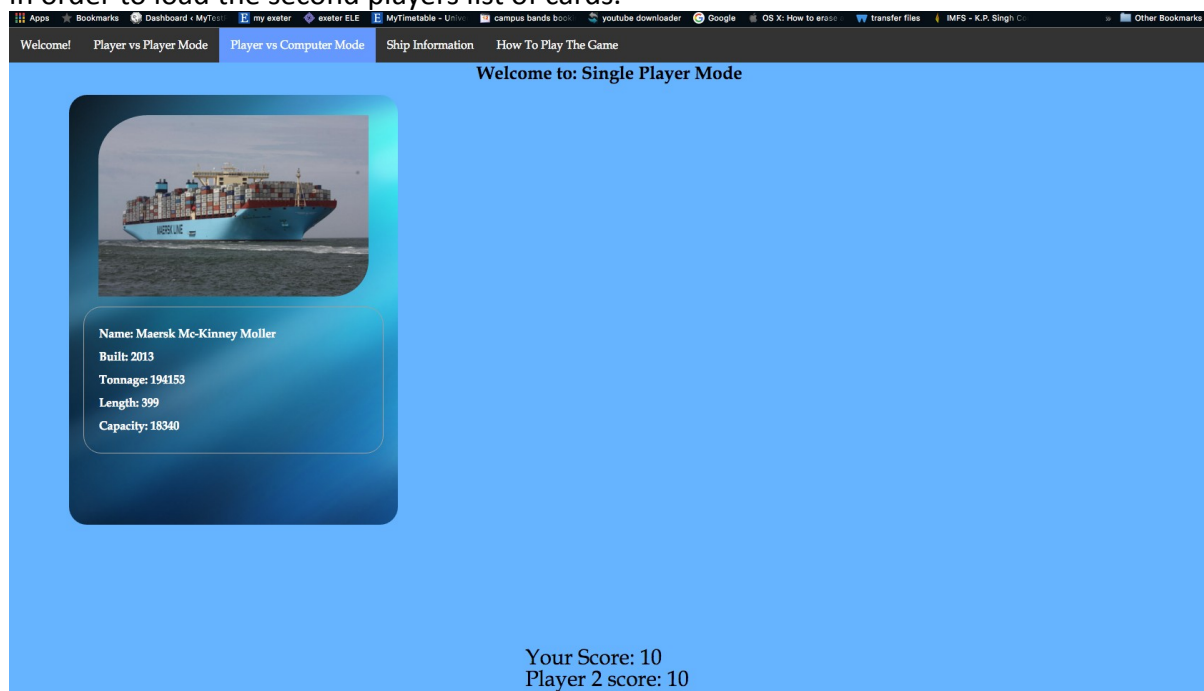 in order to load the second players list of cards.
Apps Bookmarks Dashboard < MyTest my exeter exeter ELE MyTimetable - Unive campus bands book youtube downloader Google OS X: How to erase a transfer files IMFS - K.P. Singh Co » Other Bookmarks
Welcome! Player vs Player Mode Player vs Computer Mode Ship Information How To Play The Game
Welcome to: Single Player Mode
MAERSK LINE
Name: Maersk Mc-Kinney Moller
Built: 2013
Tonnage: 194153
Length: 399
Capacity: 18340
Your Score: 10
Player 2 score: 10